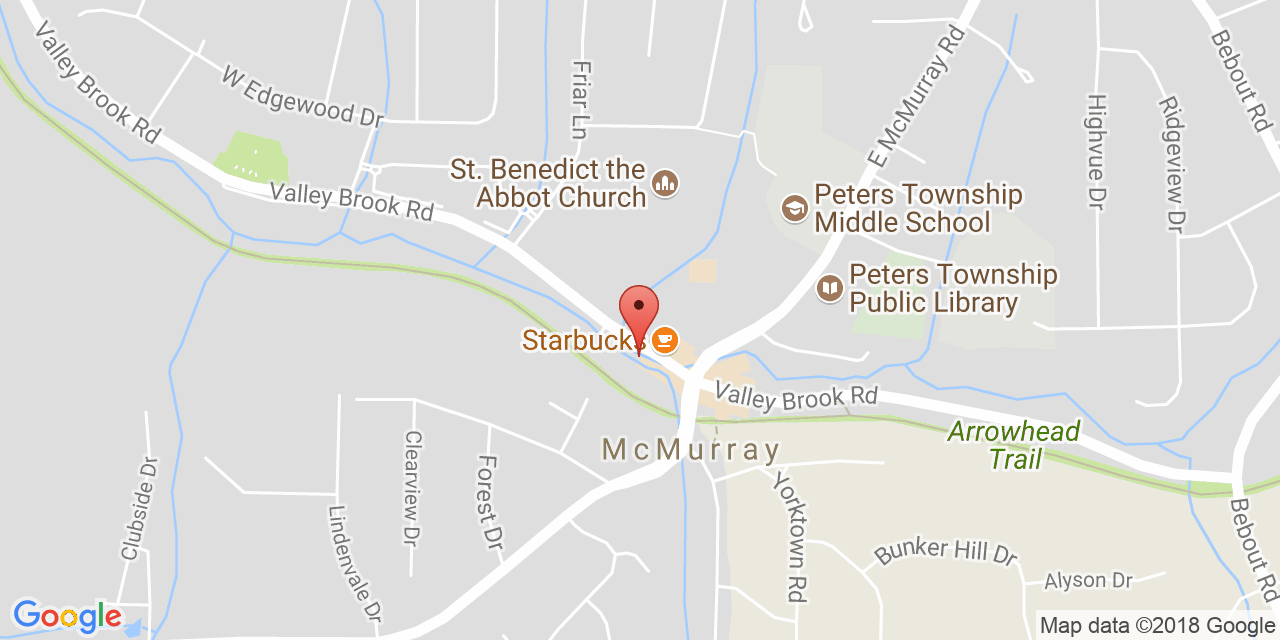 Valley Brook Rd
W Edgewood Dr
Friar Ln
E McMurray Rd
Bebout Rd
Highvue Dr
Ridgeview Dr
Valley Brook Rd
St. Benedict the
Abbot Church
Peters Township
Middle School
Peters Township
Public Library
Starbucks
Valley Brook Rd
McMurray
Arrowhead
Trail
Clubside Dr
Clearview Dr
Forest Dr
Lindenvale Dr
Yorktown Rd
Bunker Hill Dr
Alyson Dr
Bebout Rd
Google
Map data ©2018 Google